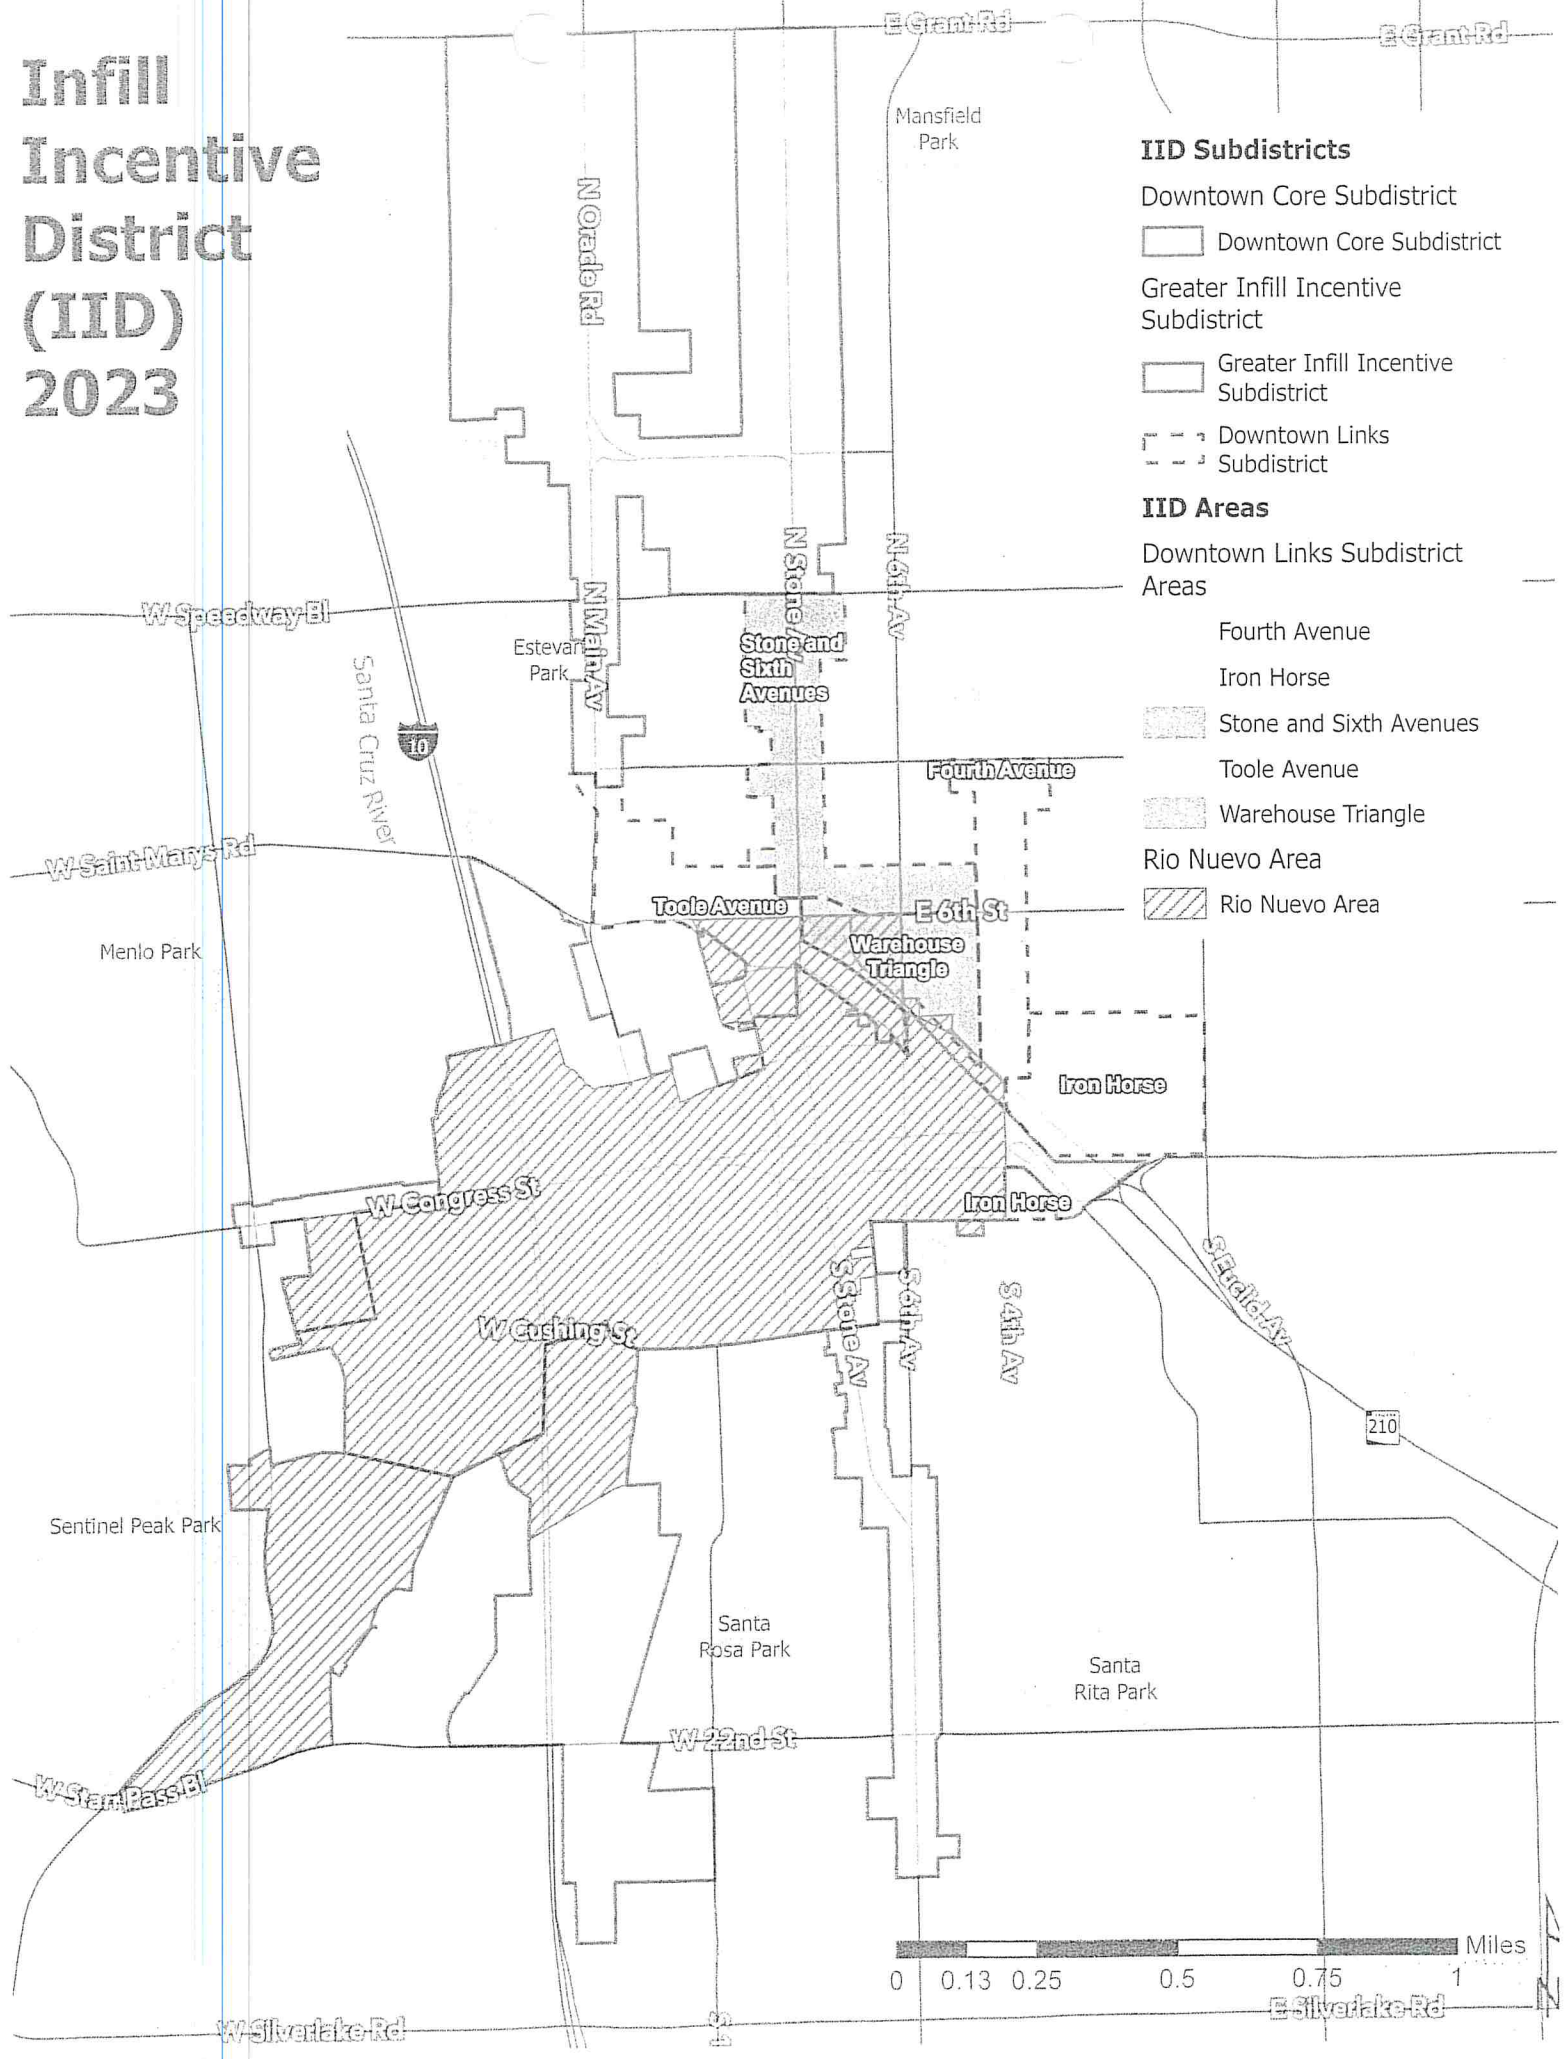 Infill
Incentive
District
(IID)
2023
E Grant Rd
E Grant Rd
Mansfield
Park
N Oracle Rd
IID Subdistricts
Downtown Core Subdistrict
Downtown Core Subdistrict
Greater Infill Incentive
Subdistrict
Greater Infill Incentive
Subdistrict
Downtown Links
Subdistrict
IID Areas
Downtown Links Subdistrict
Areas
Fourth Avenue
Iron Horse
Stone and Sixth Avenues
Toole Avenue
Warehouse Triangle
Rio Nuevo Area
Rio Nuevo Area
W Speedway Bl
N Main Av
N Stone Av
N 6th Av
Estevan
Park
Stone and
Sixth
Avenues
Santa Cruz River
10
Fourth Avenue
W Saint Marys Rd
Toole Avenue
E 6th St
Menlo Park
Warehouse
Triangle
Iron Horse
W Congress St
Iron Horse
S Stone Av
S 6th Av
S 4th Av
S Euclid Av
W Cushing St
210
Sentinel Peak Park
Santa
Rosa Park
Santa
Rita Park
W 22nd St
W Starr Pass Bl
Miles
0 0.13 0.25 0.5 0.75 1
E Silverlake Rd
W Silverlake Rd
N